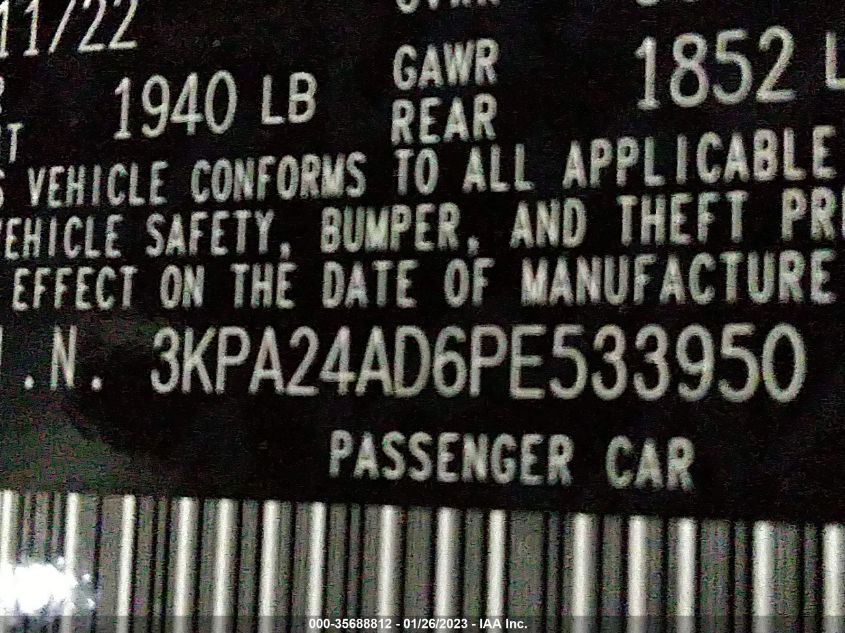 11/22
GAWR 1852 L
1940 LB REAR
VEHICLE CONFORMS TO ALL APPLICABLE
VEHICLE SAFETY, BUMPER, AND THEFT
EFFECT ON THE DATE OF MANUFACTURE
.N. 3KPA24AD6PE533950
PASSENGER CAR
000-35688812 - 01/26/2023 - IAA Inc.